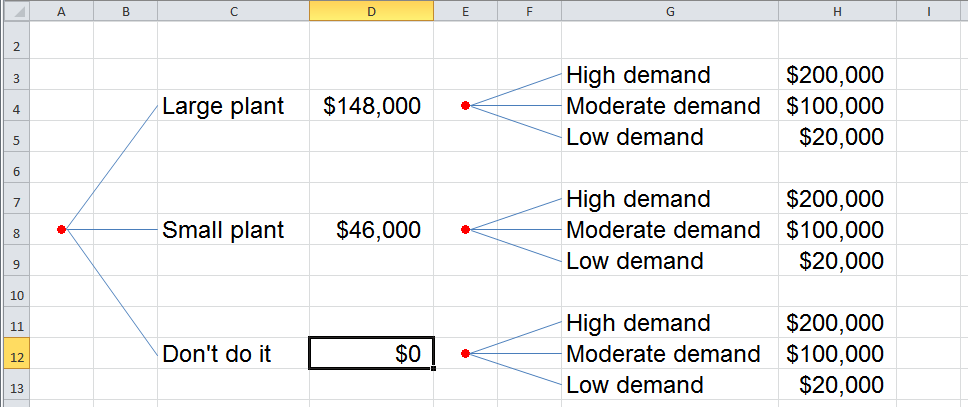 A B C D E F G H I
2
3 High demand $200,000
4 Large plant $148,000 Moderate demand $100,000
5 Low demand $20,000
6
7 High demand $200,000
8 Small plant $46,000 Moderate demand $100,000
9 Low demand $20,000
10
11 High demand $200,000
12 Don't do it $0 Moderate demand $100,000
13 Low demand $20,000